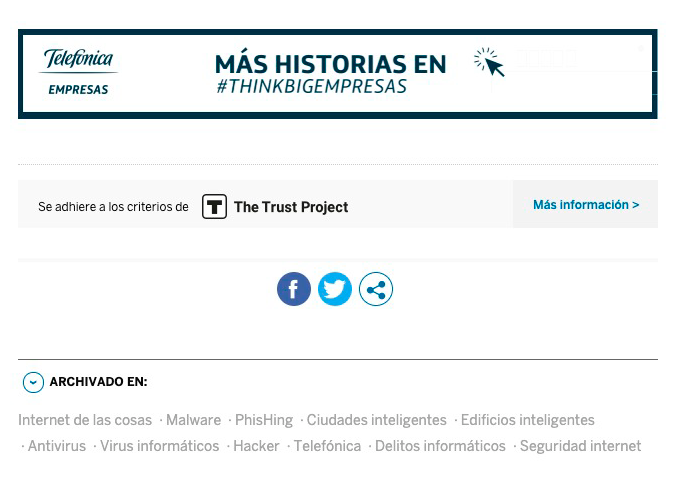 Telefónica
EMPRESAS
MÁS HISTORIAS EN
#THINKBIGEMPRESAS
Se adhiere a los criterios de T The Trust Project
Más información >
f
ARCHIVADO EN:
Internet de las cosas · Malware · PhisHing · Ciudades inteligentes · Edificios inteligentes
· Antivirus · Virus informáticos · Hacker · Telefónica · Delitos informáticos · Seguridad internet